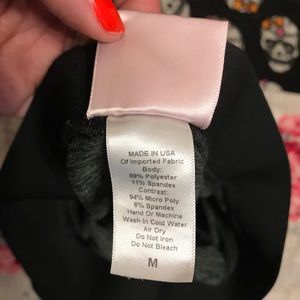 MADE IN USA
Of Imported Fabric
Body:
89% Polyester
11% Spandex
Contrast:
94% Micro Poly
6% Spandex
Hand Or Machine
Wash In Cold Water
Air Dry
Do Not Iron
Do Not Bleach
M